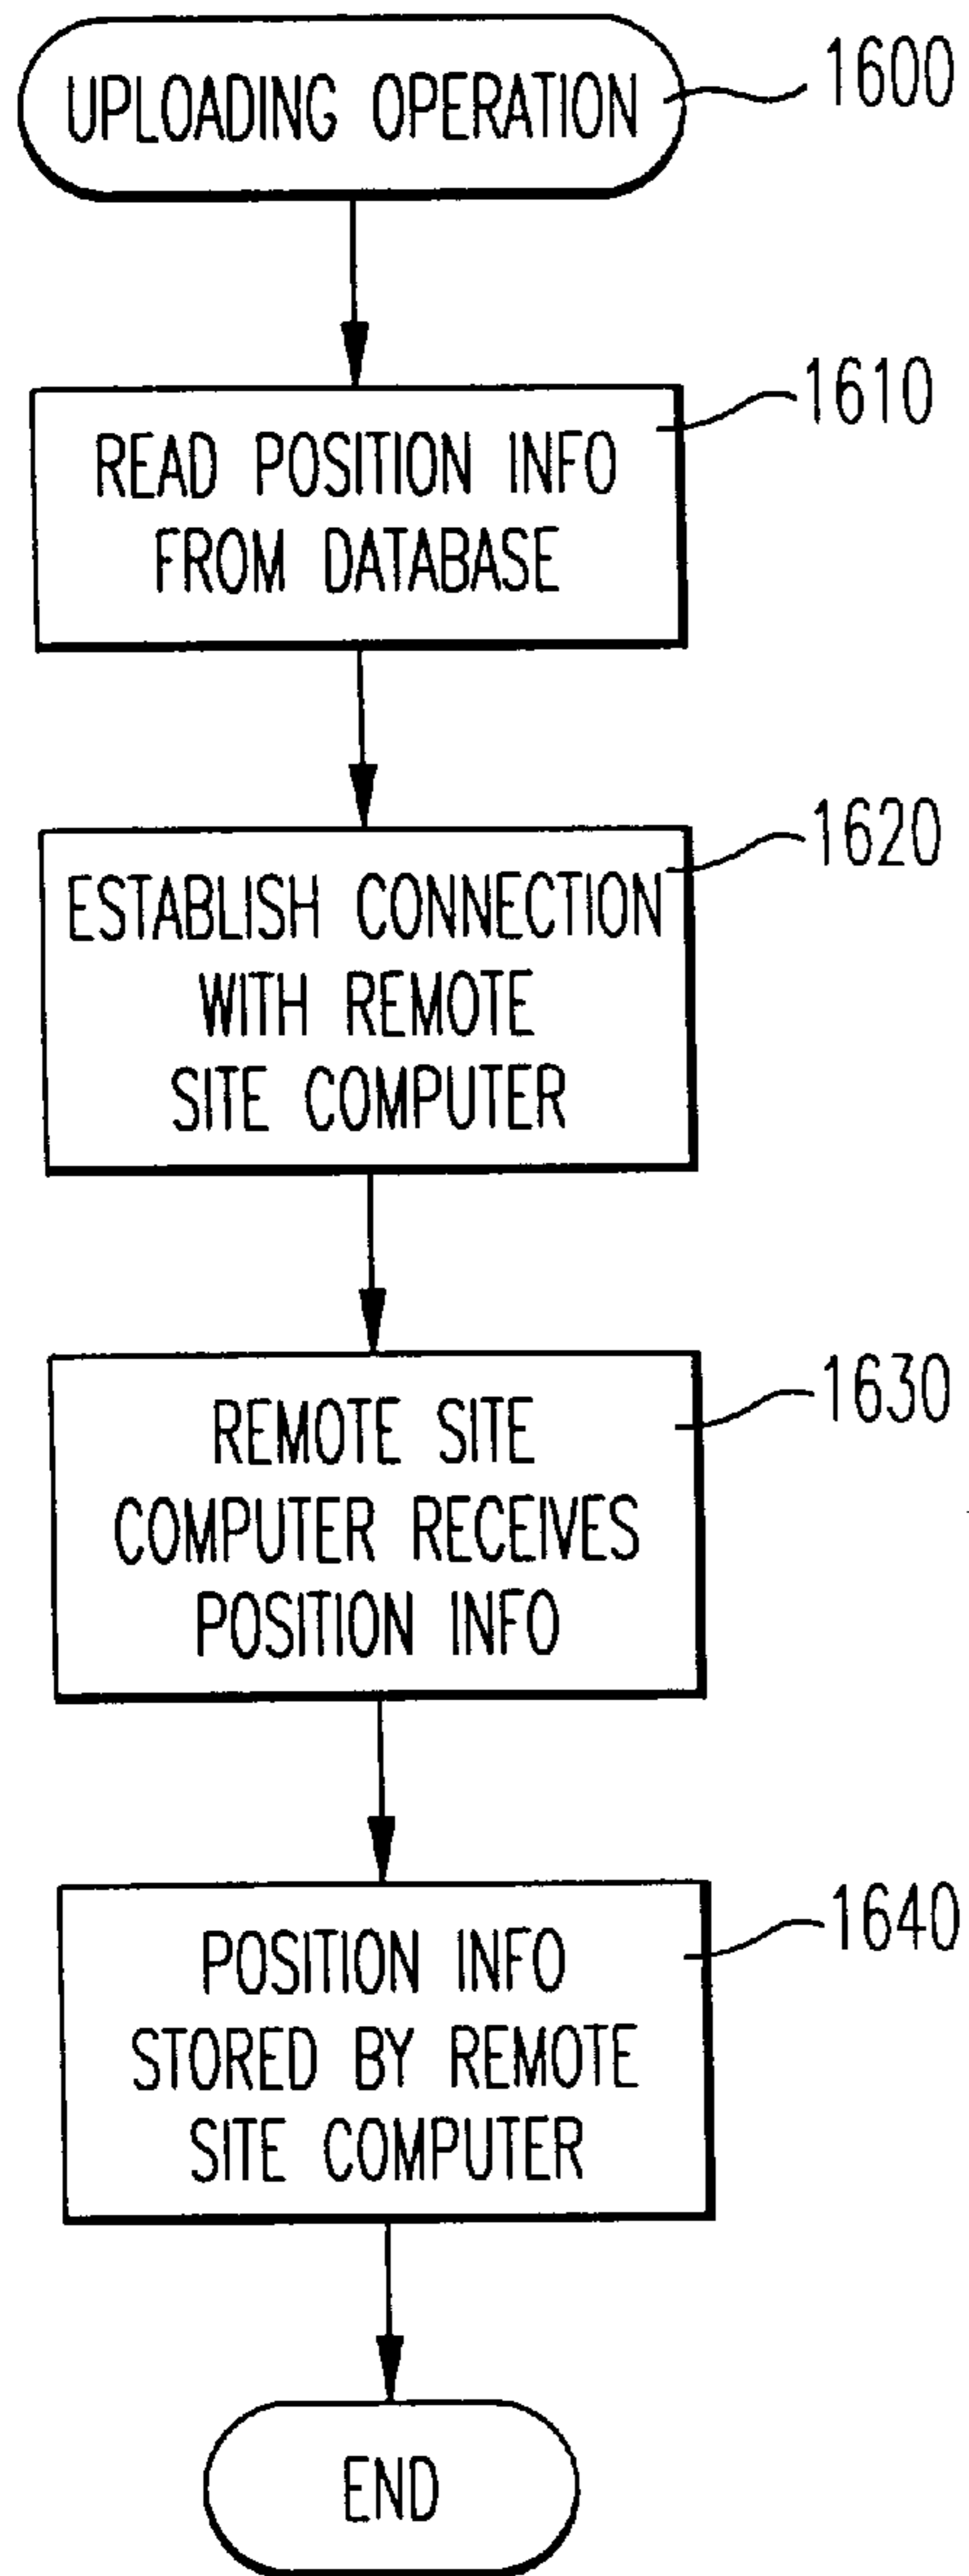 UPLOADING OPERATION
1600
1610
READ POSITION INFO
FROM DATABASE
1620
ESTABLISH CONNECTION
WITH REMOTE
SITE COMPUTER
1630
REMOTE SITE
COMPUTER RECEIVES
POSITION INFO
1640
POSITION INFO
STORED BY REMOTE
SITE COMPUTER
END